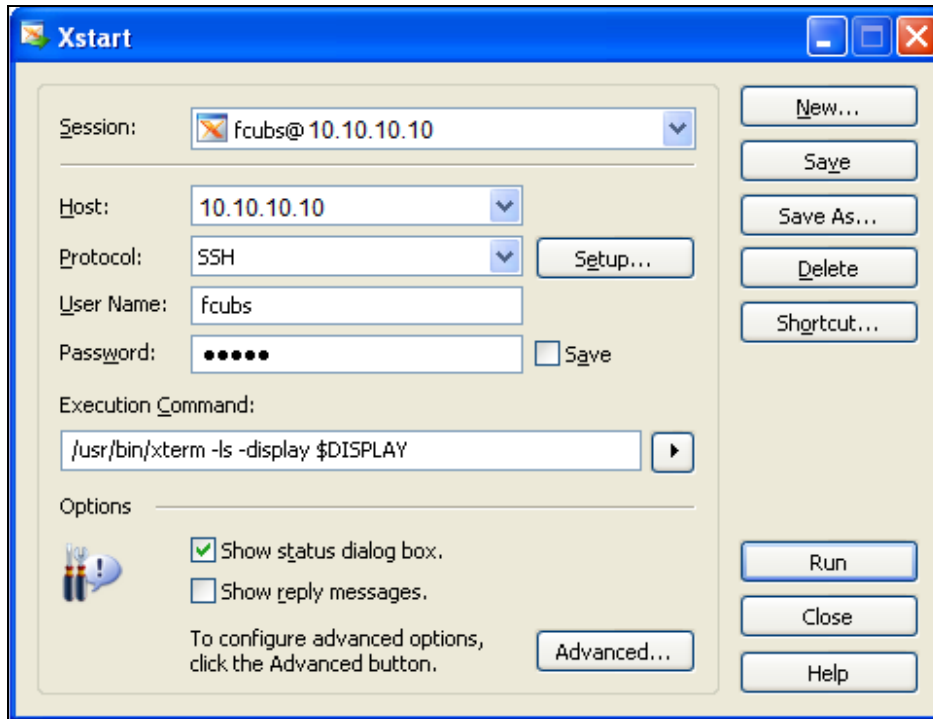 Xstart
Session:
fcubs@10.10.10.10
Host:
10.10.10.10
Protocol:
SSH
Setup...
User Name:
fcubs
Password:
●●●●●
Save
Execution Command:
/usr/bin/xterm -ls -display $DISPLAY
Options
Show status dialog box.
Show reply messages.
To configure advanced options,
click the Advanced button.
Advanced...
New...
Save
Save As...
Delete
Shortcut...
Run
Close
Help